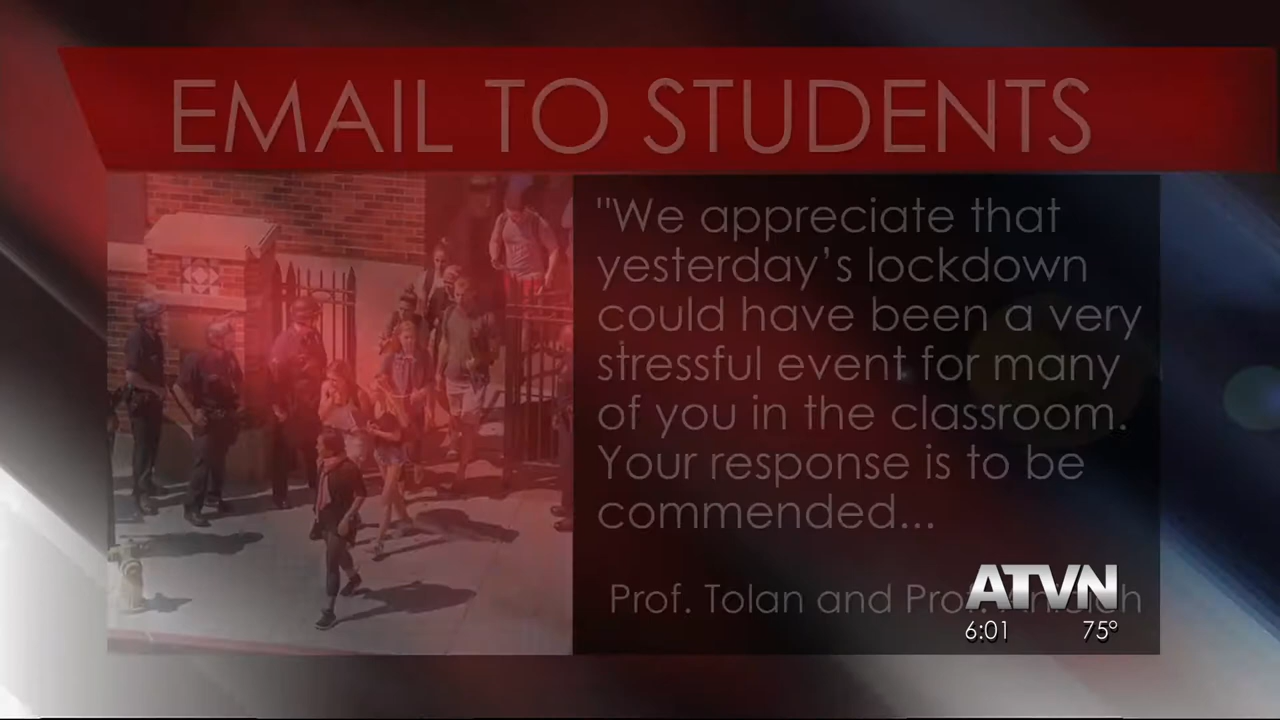 EMAIL TO STUDENTS
"We appreciate that
yesterday's lockdown
could have been a very
stressful event for many
of you in the classroom.
Your response is to be
commended...
Prof. Tolan and Prof.
ATVN
6:01 75°